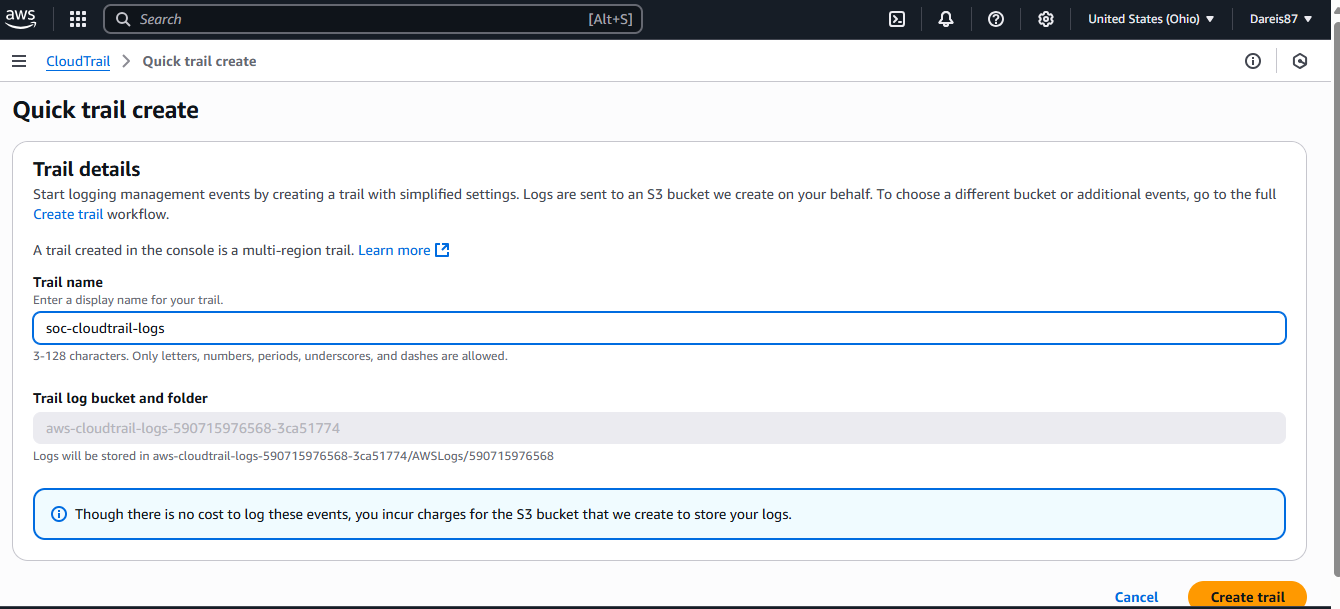 aws
Search [Alt+S] United States (Ohio) Dareis87
CloudTrail > Quick trail create
Quick trail create
Trail details
Start logging management events by creating a trail with simplified settings. Logs are sent to an S3 bucket we create on your behalf. To choose a different bucket or additional events, go to the full
Create trail workflow.
A trail created in the console is a multi-region trail. Learn more
Trail name
Enter a display name for your trail.
soc-cloudtrail-logs
3-128 characters. Only letters, numbers, periods, underscores, and dashes are allowed.
Trail log bucket and folder
aws-cloudtrail-logs-590715976568-3ca51774
Logs will be stored in aws-cloudtrail-logs-590715976568-3ca51774/AWSLogs/590715976568
Though there is no cost to log these events, you incur charges for the S3 bucket that we create to store your logs.
Cancel Create trail